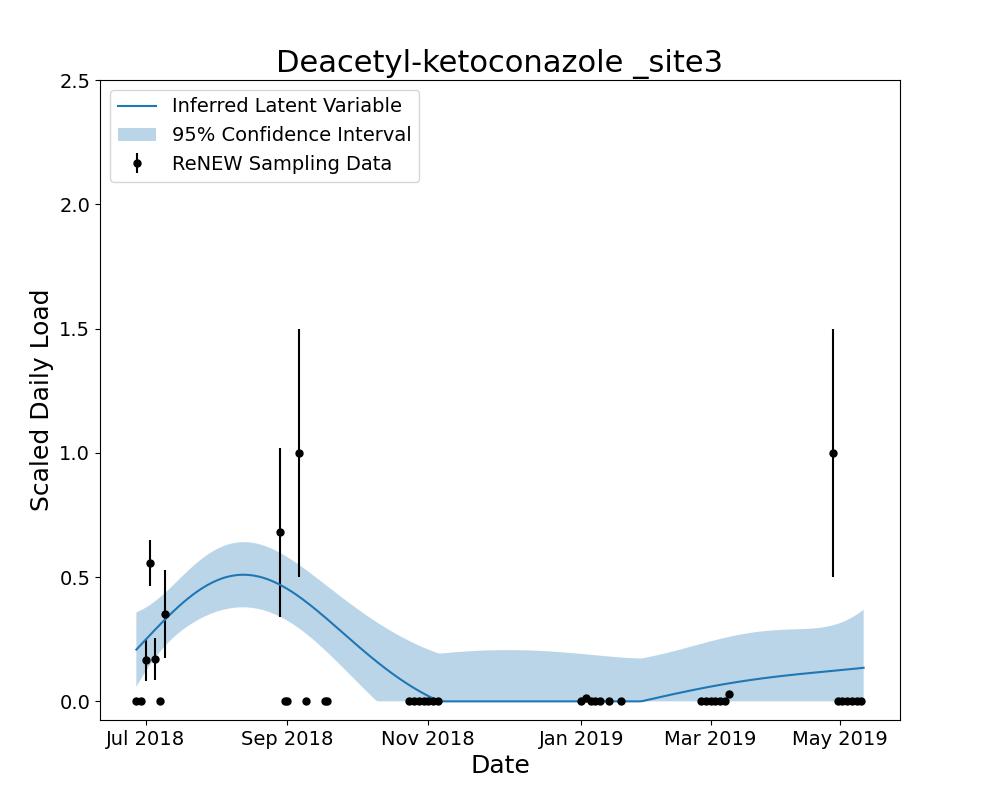 Deacetyl-ketoconazole _site3
Inferred Latent Variable
95% Confidence Interval
ReNEW Sampling Data
Scaled Daily Load
2.5
2.0
1.5
1.0
0.5
0.0
Jul 2018 Sep 2018 Nov 2018 Jan 2019 Mar 2019 May 2019
Date